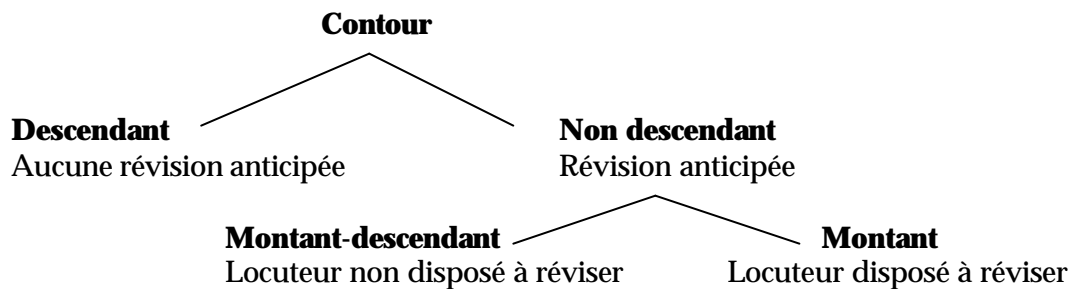 Contour
Descendant
Aucune révision anticipée
Non descendant
Révision anticipée
Montant-descendant
Locuteur non disposé à réviser
Montant
Locuteur disposé à réviser